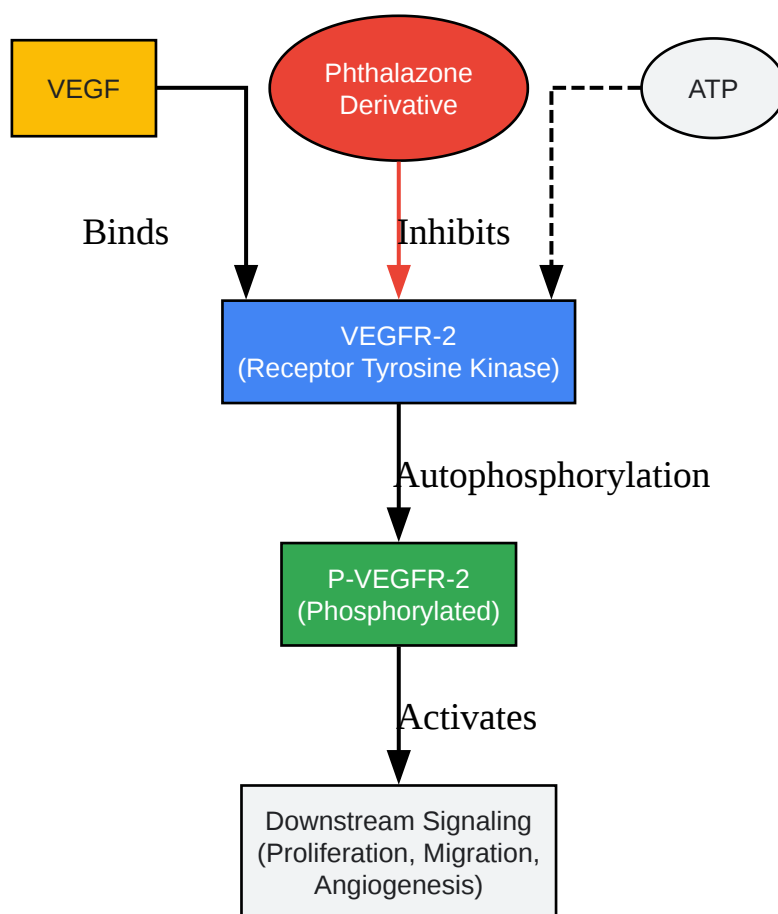 VEGF
Phthalazone
Derivative
ATP
Binds
Inhibits
VEGFR-2
(Receptor Tyrosine Kinase)
Autophosphorylation
P-VEGFR-2
(Phosphorylated)
Activates
Downstream Signaling
(Proliferation, Migration,
Angiogenesis)